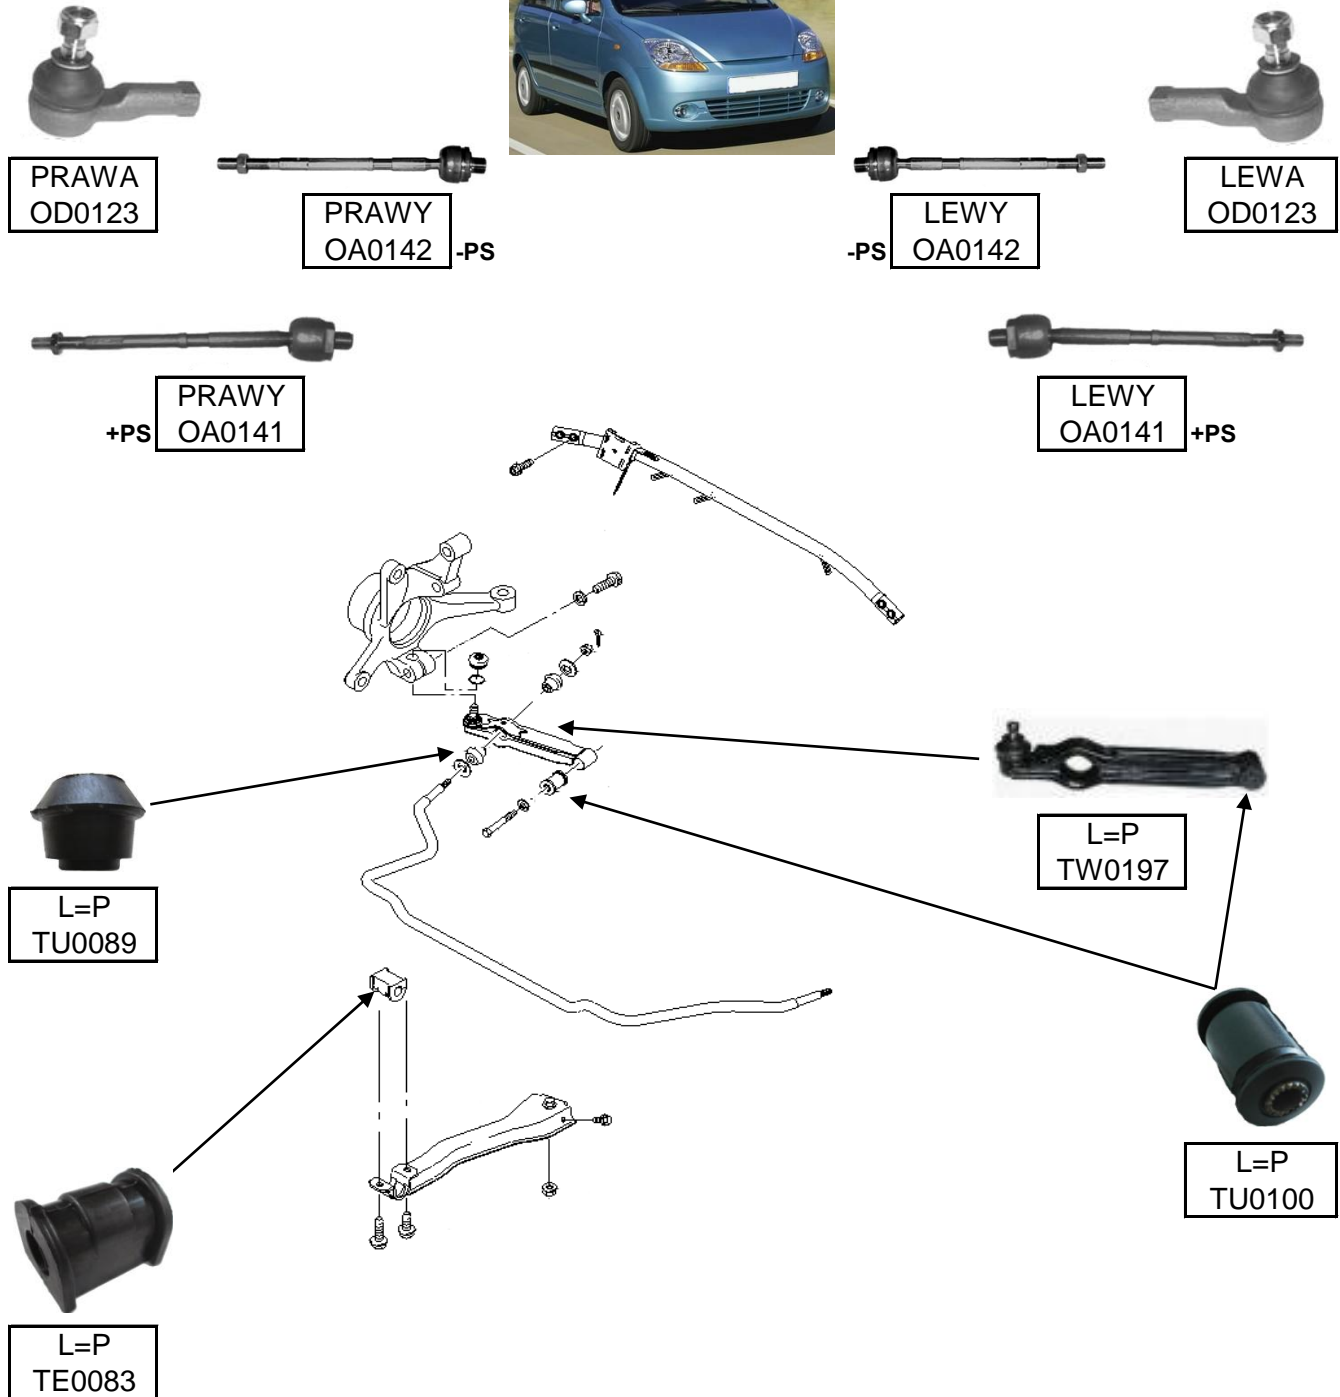 PRAWA
OD0123
PRAWY
OA0142 -PS
LEWY
-PS OA0142
LEWA
OD0123
PRAWY
+PS OA0141
LEWY
OA0141 +PS
L=P
TW0197
L=P
TU0089
L=P
TU0100
L=P
TE0083